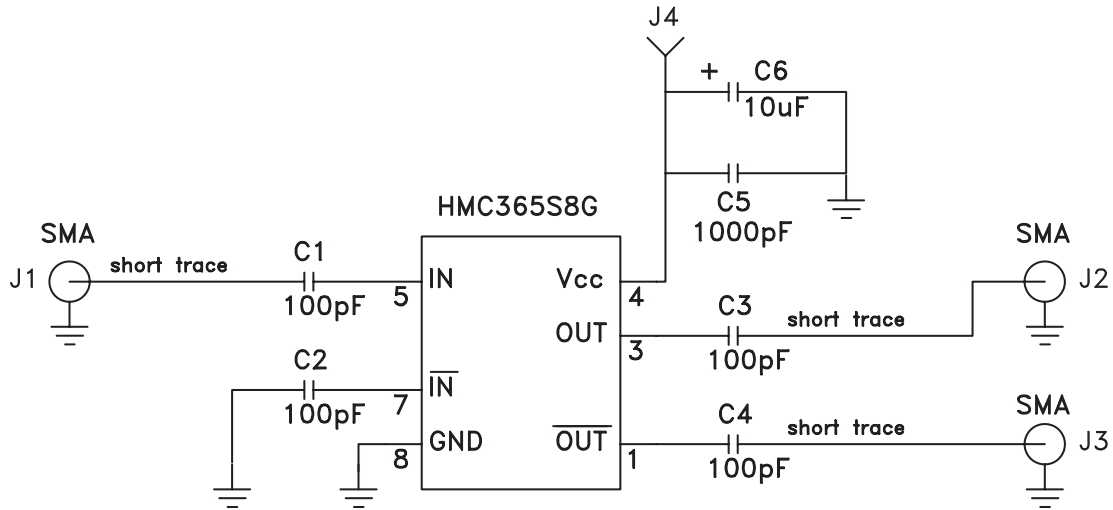 J4
+ C6
10uF
C5
1000pF
HMC365S8G
SMA
J1
short trace
C1
100pF
5
IN
Vcc
4
OUT
3
C3
100pF
short trace
SMA
J2
C2
100pF
7
IN
GND
8
OUT
1
C4
100pF
short trace
SMA
J3